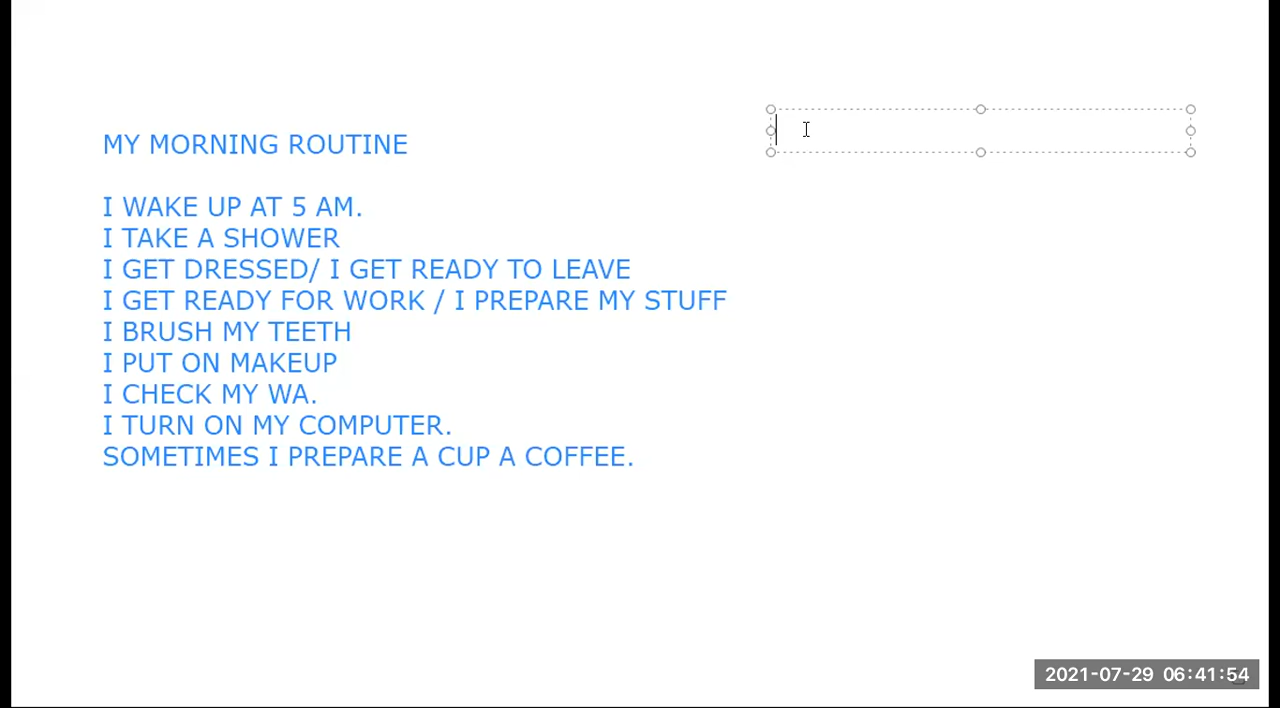 MY MORNING ROUTINE
I WAKE UP AT 5 AM.
I TAKE A SHOWER
I GET DRESSED/ I GET READY TO LEAVE
I GET READY FOR WORK / I PREPARE MY STUFF
I BRUSH MY TEETH
I PUT ON MAKEUP
I CHECK MY WA.
I TURN ON MY COMPUTER.
SOMETIMES I PREPARE A CUP A COFFEE.
2021-07-29 06:41:54